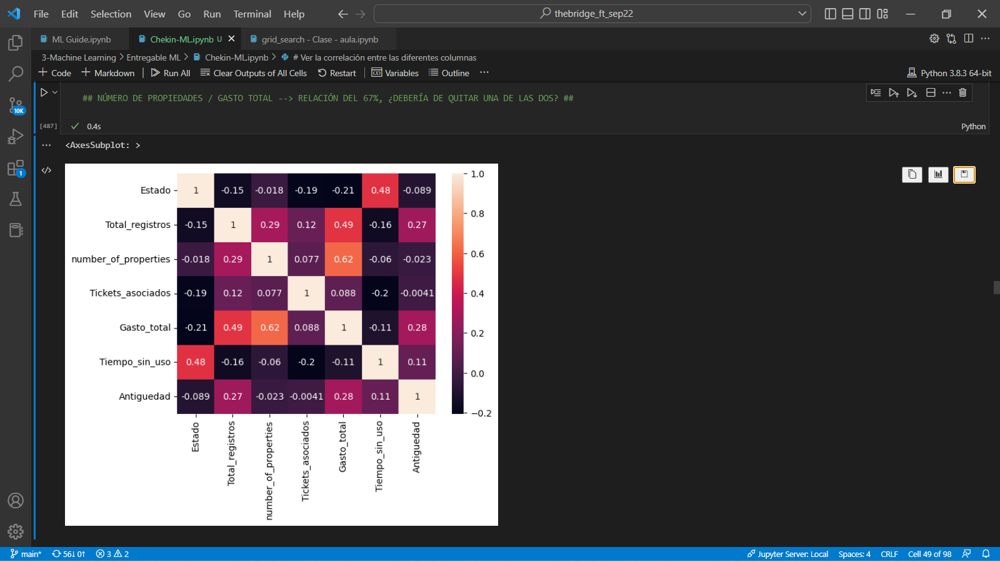 File Edit Selection View Go Run Terminal Help
thebridge_ft_sep22
ML Guide.ipynb
Chekin-ML.ipynb U
grid_search - Clase - aula.ipynb
3-Machine Learning > Entregable ML > Chekin-ML.ipynb > # Ver la correlación entre las diferentes columnas
+ Code + Markdown | Run All Clear Outputs of All Cells Restart | Variables Outline ···
Python 3.8.3 64-bit
## NÚMERO DE PROPIEDADES / GASTO TOTAL --> RELACIÓN DEL 67%, ¿DEBERÍA DE QUITAR UNA DE LAS DOS? ##
10K
[487]
0.4s
Python
<AxesSubplot: >
1
Estado 1 -0.15 -0.018 -0.19 -0.21 0.48 -0.089
Total_registros -0.15 1 0.29 0.12 0.49 -0.16 0.27
number_of_properties -0.018 0.29 1 0.077 0.62 -0.06 -0.023
Tickets_asociados -0.19 0.12 0.077 1 0.088 -0.2 -0.0041
Gasto_total -0.21 0.49 0.62 0.088 1 -0.11 0.28
Tiempo_sin_uso 0.48 -0.16 -0.06 -0.2 -0.11 1 0.11
Antiguedad -0.089 0.27 -0.023 -0.0041 0.28 0.11 1
1.0
0.8
0.6
0.4
0.2
0.0
−0.2
Estado
Total_registros
number_of_properties
Tickets_asociados
Gasto_total
Tiempo_sin_uso
Antiguedad
main* 56↓ 0↑ 3 2
Jupyter Server: Local Spaces: 4 CRLF Cell 49 of 98